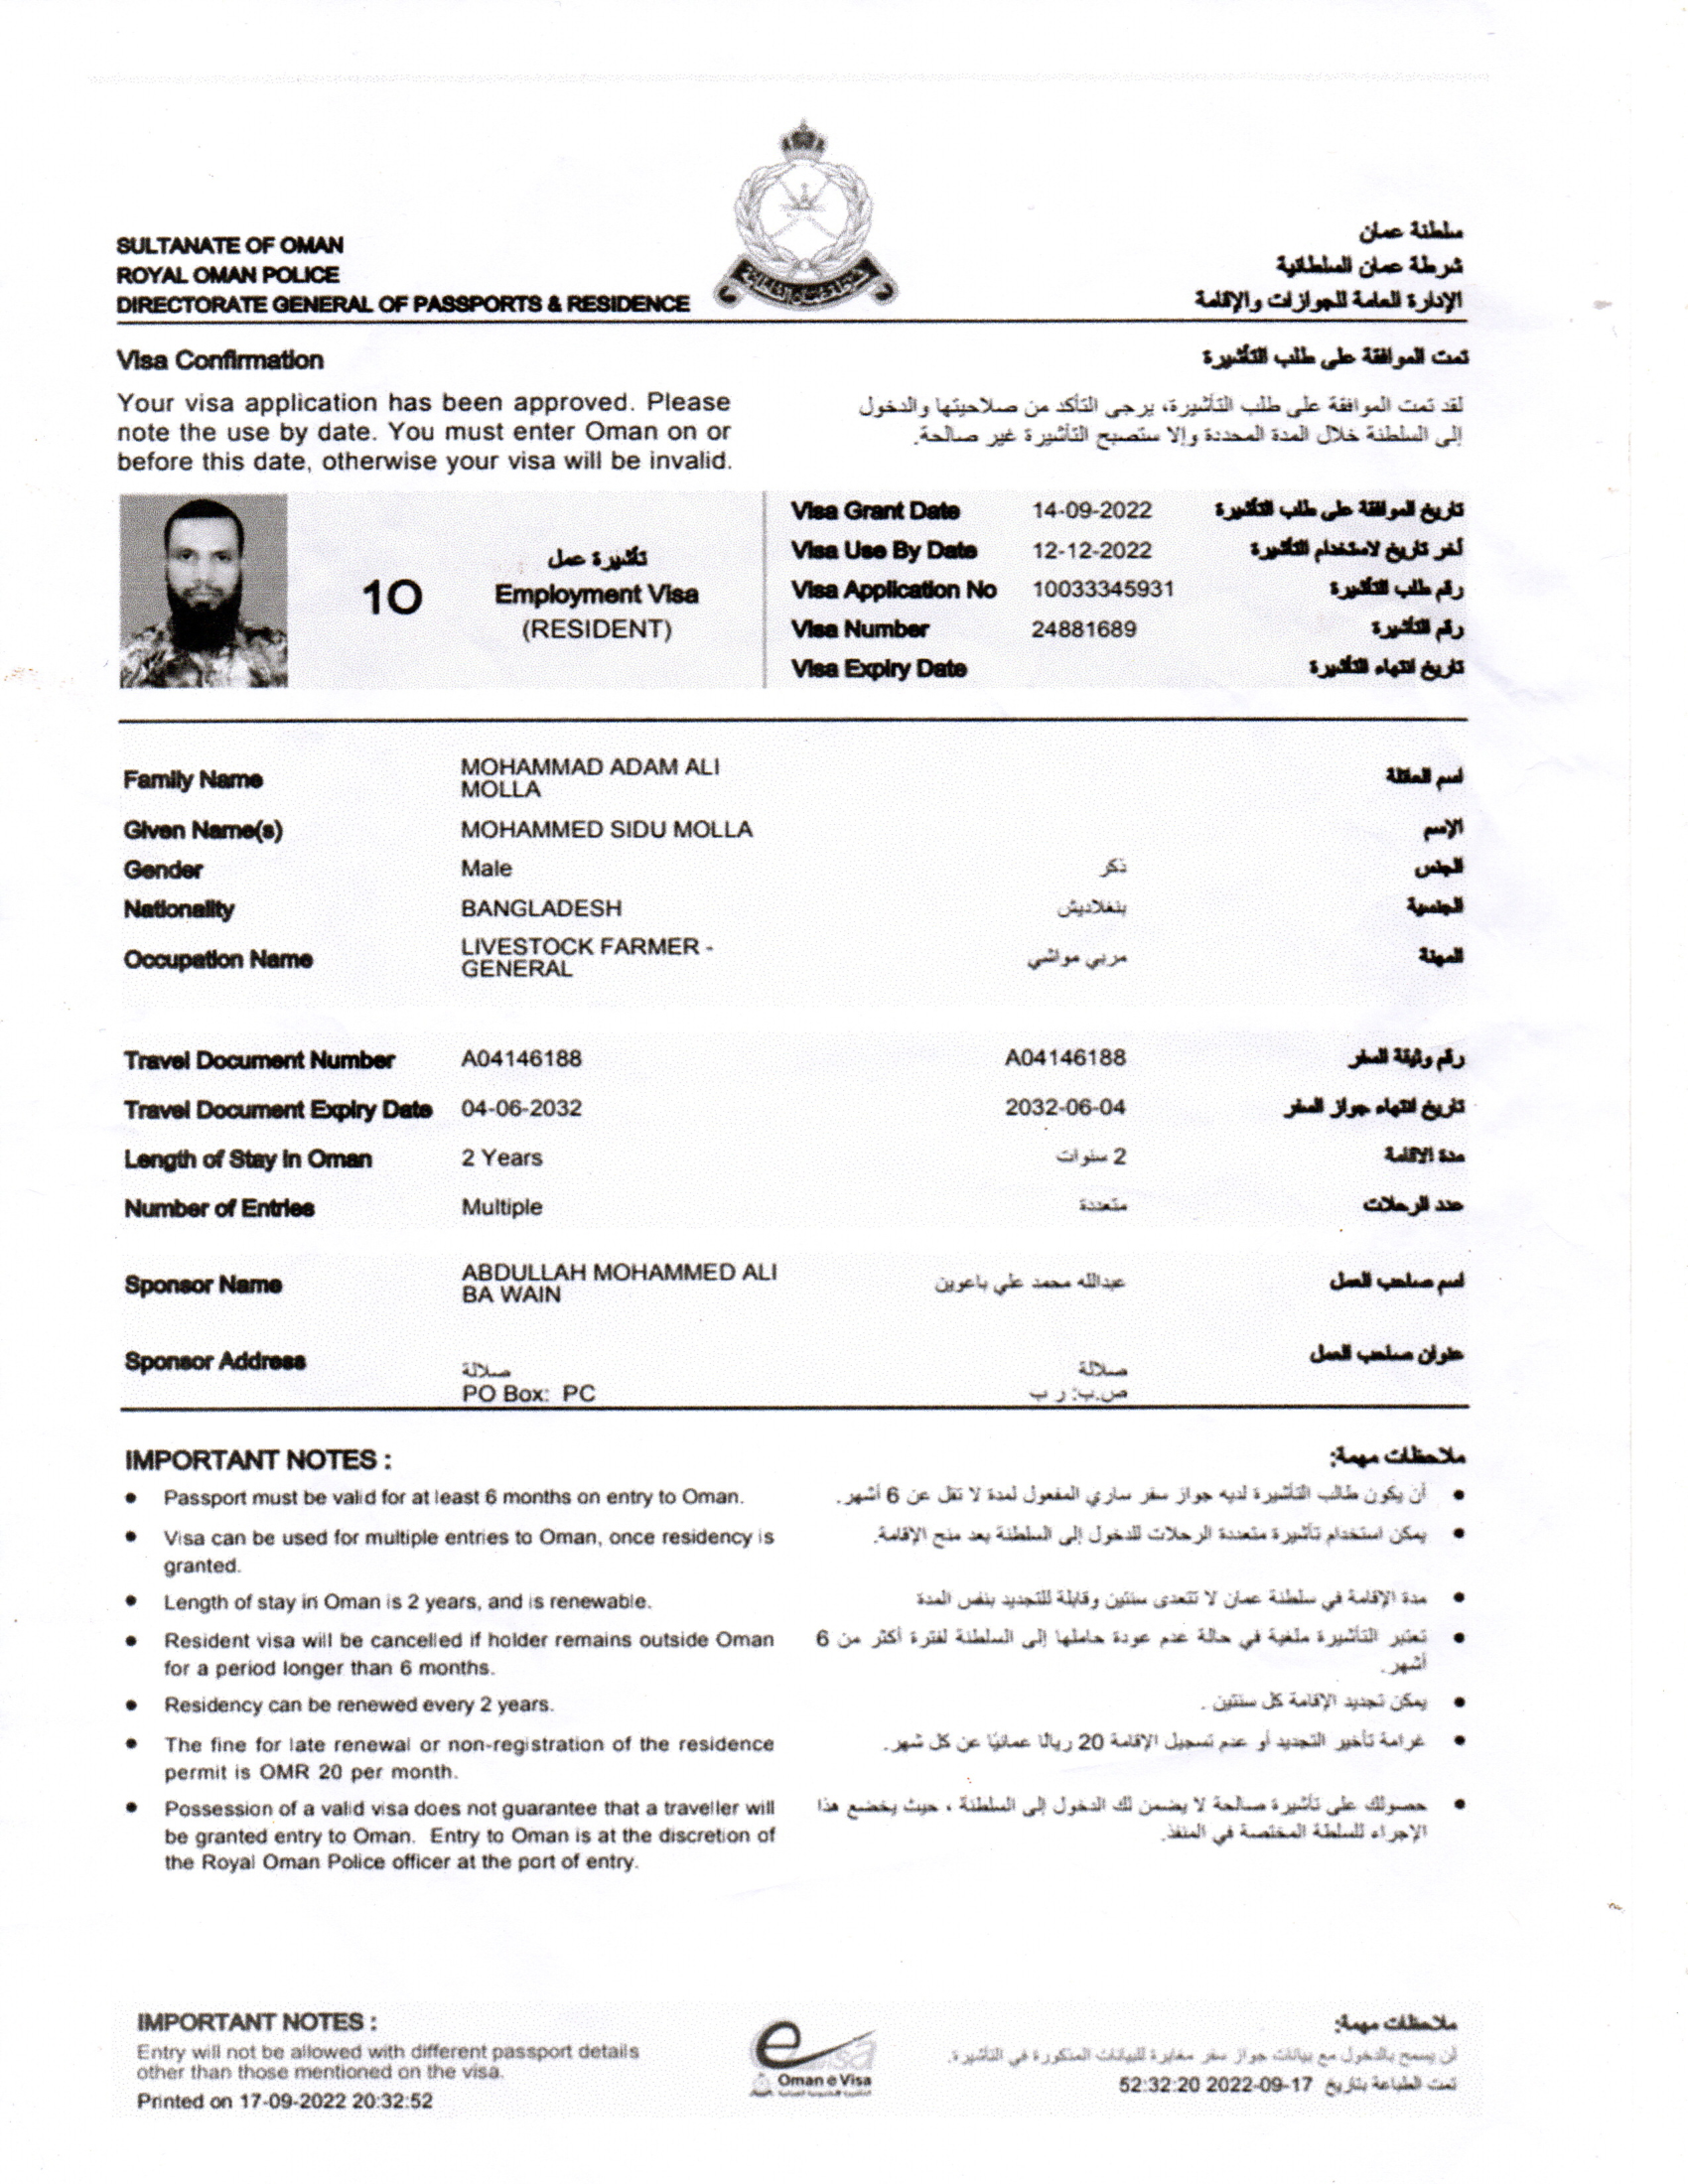 SULTANATE OF OMAN
ROYAL OMAN POLICE
DIRECTORATE GENERAL OF PASSPORTS & RESIDENCE
سلطنة عمان
شرطة عمان السلطانية
الإدارة العامة للجوازات والإقامة
Visa Confirmation
تمت الموافقة على طلب التأشيرة
Your visa application has been approved. Please
note the use by date. You must enter Oman on or
before this date, otherwise your visa will be invalid.
لقد تمت الموافقة على طلب التأشيرة، يرجى التأكد من صلاحيتها والدخول
إلى السلطنة خلال المدة المحددة وإلا ستصبح التأشيرة غير صالحة.
10
تأشيرة عمل
Employment Visa
(RESIDENT)
Visa Grant Date 14-09-2022 تاريخ الموافقة على طلب التأشيرة
Visa Use By Date 12-12-2022 أخر تاريخ لاستخدام التأشيرة
Visa Application No 10033345931 رقم طلب التأشيرة
Visa Number 24881689 رقم التأشيرة
Visa Expiry Date تاريخ انتهاء التأشيرة
Family Name MOHAMMAD ADAM ALI اسم العائلة
MOLLA
Given Name(s) MOHAMMED SIDU MOLLA الإسم
Gender Male ذكر الجنس
Nationality BANGLADESH بنغلاديش الجنسية
Occupation Name LIVESTOCK FARMER - مربي مواشي المهنة
GENERAL
Travel Document Number A04146188 A04146188 رقم وثيقة السفر
Travel Document Expiry Date 04-06-2032 2032-06-04 تاريخ انتهاء جواز السفر
Length of Stay in Oman 2 Years 2 سنوات مدة الاقامة
Number of Entries Multiple متعددة عدد الرحلات
Sponsor Name ABDULLAH MOHAMMED ALI عبدالله محمد علي باعوين اسم صاحب العمل
BA WAIN
Sponsor Address صلالة صلالة عنوان صاحب العمل
PO Box: PC ص.ب: ر ب
IMPORTANT NOTES :
• Passport must be valid for at least 6 months on entry to Oman.
• Visa can be used for multiple entries to Oman, once residency is
granted.
• Length of stay in Oman is 2 years, and is renewable.
• Resident visa will be cancelled if holder remains outside Oman
for a period longer than 6 months.
• Residency can be renewed every 2 years.
• The fine for late renewal or non-registration of the residence
permit is OMR 20 per month.
• Possession of a valid visa does not guarantee that a traveller will
be granted entry to Oman. Entry to Oman is at the discretion of
the Royal Oman Police officer at the port of entry.
ملاحظات مهمة:
• أن يكون طالب التأشيرة لديه جواز سفر ساري المفعول لمدة لا تقل عن 6 أشهر.
• يمكن استخدام تأشيرة متعددة الرحلات للدخول إلى السلطنة بعد منح الإقامة.
• مدة الإقامة في سلطنة عمان لا تتعدى سنتين وقابلة للتجديد بنفس المدة
• تعتبر التأشيرة ملغية في حالة عدم عودة حاملها إلى السلطنة لفترة أكثر من 6
أشهر.
• يمكن تجديد الإقامة كل سنتين .
• غرامة تأخير التجديد أو عدم تسجيل الإقامة 20 ريالا عمانيًا عن كل شهر.
• حصولك على تأشيرة صالحة لا يضمن لك الدخول إلى السلطنة ، حيث يخضع هذا
الإجراء للسلطة المختصة في المنفذ.
IMPORTANT NOTES :
Entry will not be allowed with different passport details
other than those mentioned on the visa.
Printed on 17-09-2022 20:32:52
evisa
Oman e Visa
ملاحظات مهمة:
لن يسمح بالدخول مع بيانات جواز سفر مغايرة للبيانات المذكورة في التأشيرة.
تمت الطباعة بتاريخ 17-09-2022 52:32:20